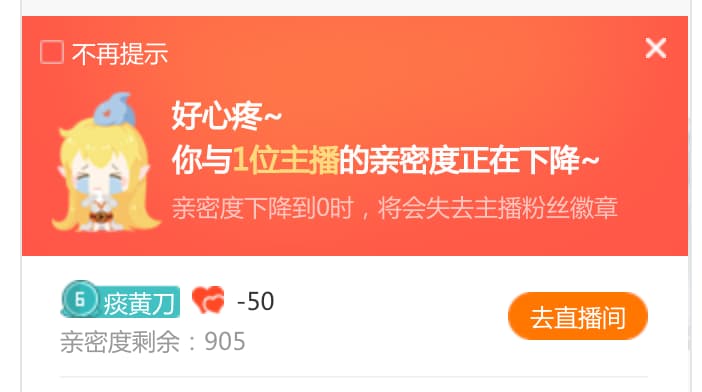 不再提示
好心疼~
你与1位主播的亲密度正在下降~
亲密度下降到0时，将会失去主播粉丝徽章
6 痰黄刀 -50
去直播间
亲密度剩余：905